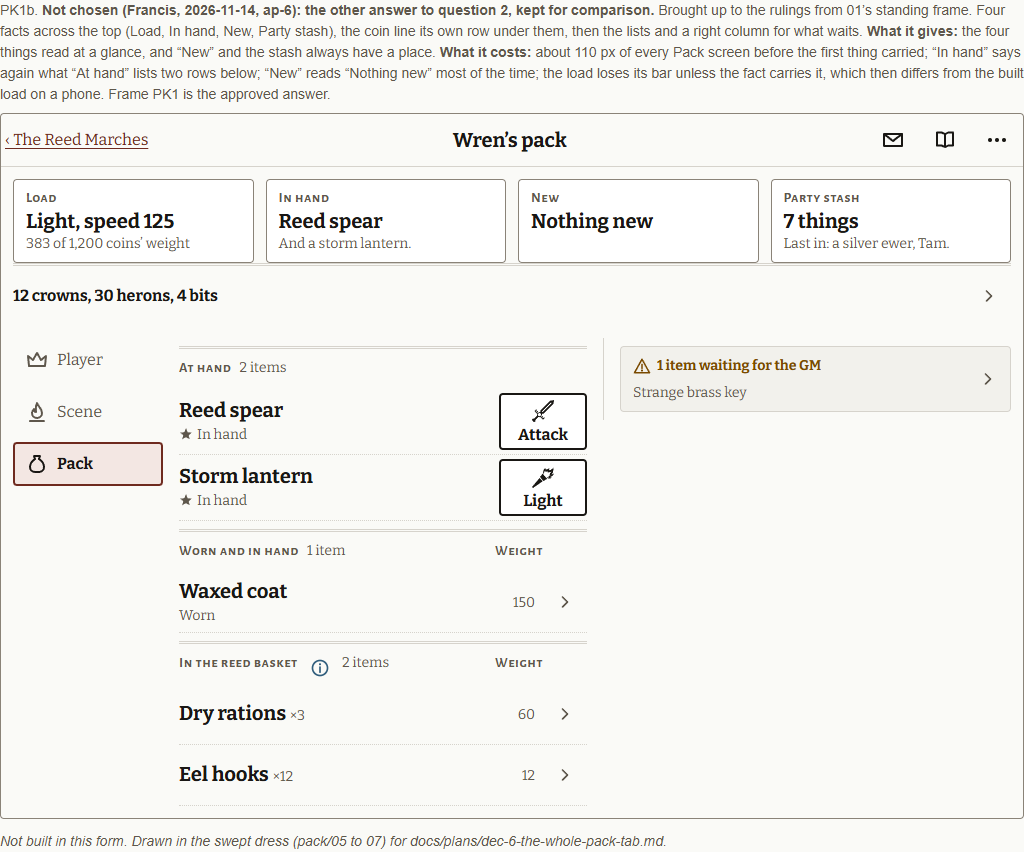 PK1b. Not chosen (Francis, 2026-11-14, ap-6): the other answer to question 2, kept for comparison. Brought up to the rulings from 01’s standing frame. Four
facts across the top (Load, In hand, New, Party stash), the coin line its own row under them, then the lists and a right column for what waits. What it gives: the four
things read at a glance, and “New” and the stash always have a place. What it costs: about 110 px of every Pack screen before the first thing carried; “In hand” says
again what “At hand” lists two rows below; “New” reads “Nothing new” most of the time; the load loses its bar unless the fact carries it, which then differs from the built
load on a phone. Frame PK1 is the approved answer.
‹ The Reed Marches
Wren’s pack
Load
Light, speed 125
383 of 1,200 coins’ weight
In hand
Reed spear
And a storm lantern.
New
Nothing new
Party stash
7 things
Last in: a silver ewer, Tam.
12 crowns, 30 herons, 4 bits
Player
Scene
Pack
At hand 2 items
Reed spear
★ In hand
Attack
Storm lantern
★ In hand
Light
Worn and in hand 1 item Weight
Waxed coat
Worn
150
In the reed basket 2 items Weight
Dry rations ×3 60
Eel hooks ×12 12
1 item waiting for the GM
Strange brass key
Not built in this form. Drawn in the swept dress (pack/05 to 07) for docs/plans/dec-6-the-whole-pack-tab.md.